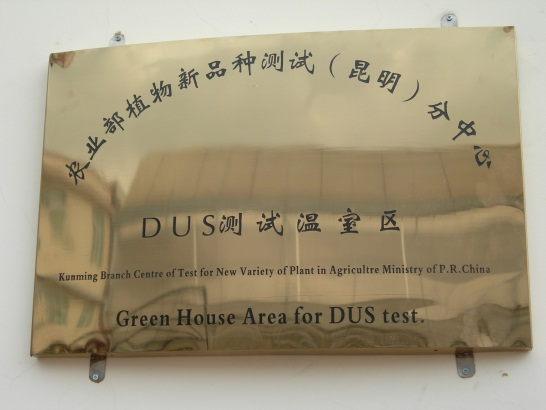 农业部植物新品种测试（昆明）分中心
DUS测试温室区
Kunming Branch Centre of Test for New Variety of Plant in Agricultre Ministry of P.R.China
Green House Area for DUS test.